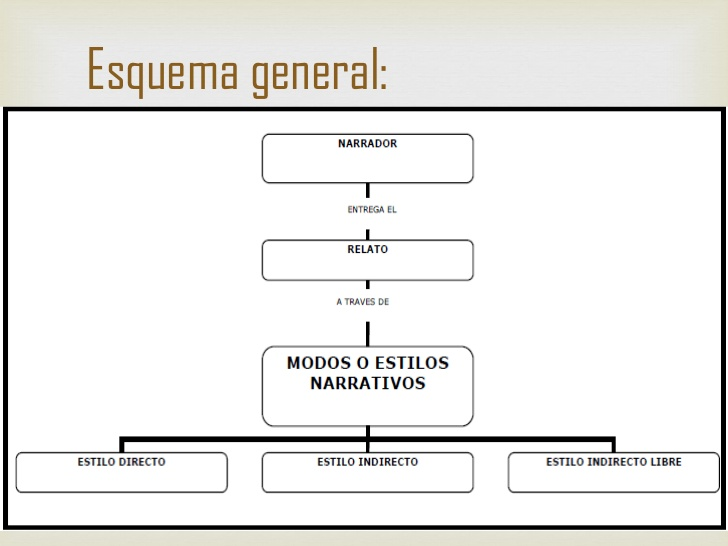 Esquema general:
NARRADOR
ENTREGA EL
RELATO
A TRAVES DE
MODOS O ESTILOS
NARRATIVOS
ESTILO DIRECTO
ESTILO INDIRECTO
ESTILO INDIRECTO LIBRE